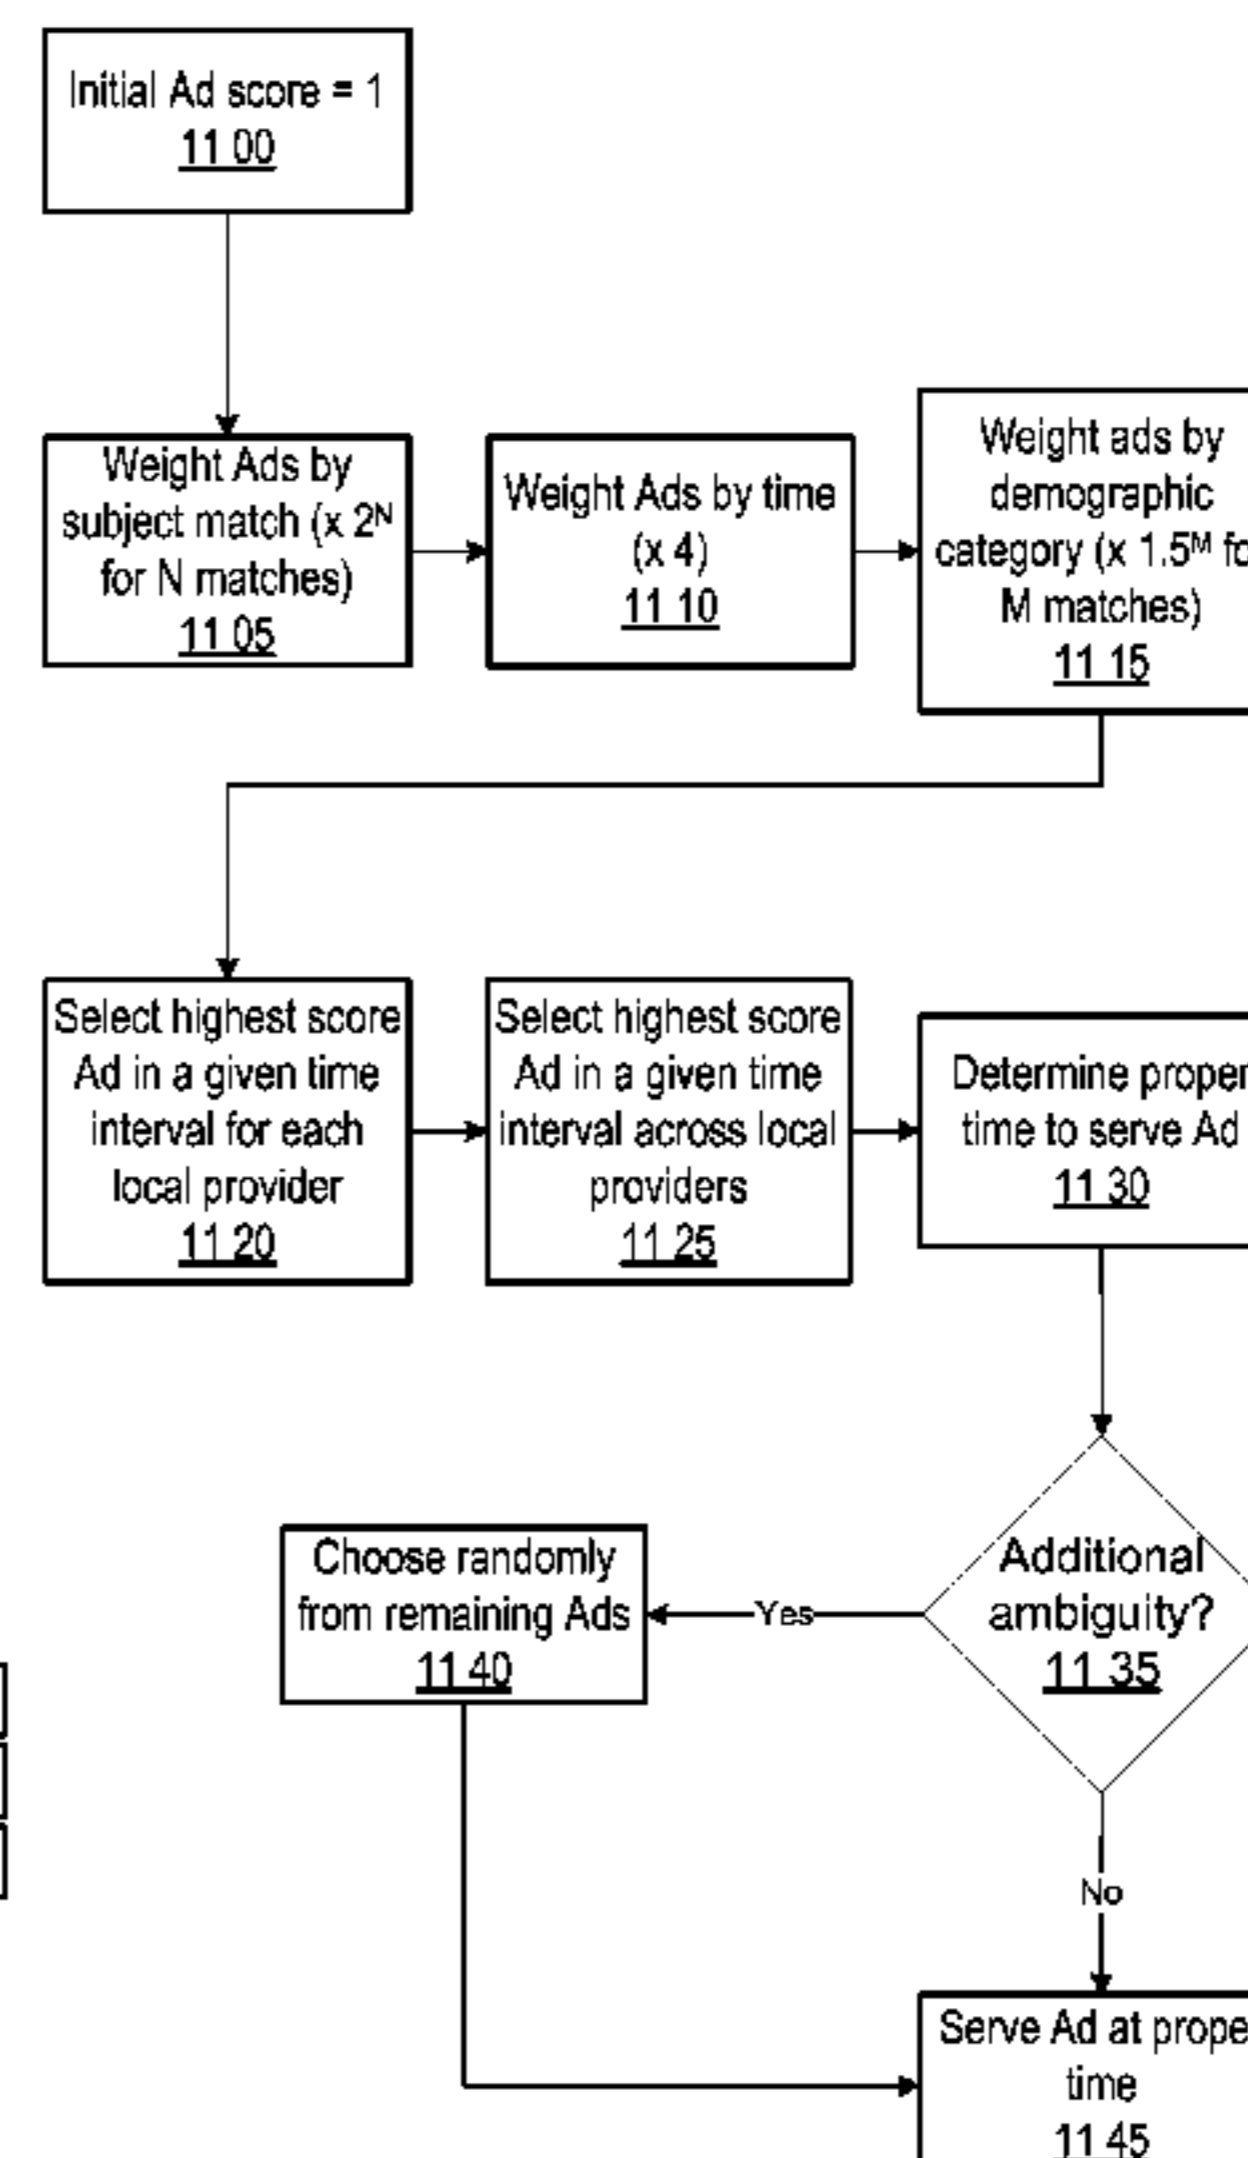 Initial Ad score = 1
11 00
Weight Ads by
subject match (x 2ᴺ
for N matches)
11 05
Weight Ads by time
(x 4)
11 10
Weight ads by
demographic
category (x 1.5ᴹ fo
M matches)
11 15
Select highest score
Ad in a given time
interval for each
local provider
11 20
Select highest score
Ad in a given time
interval across local
providers
11 25
Determine proper
time to serve Ad
11 30
Additional
ambiguity?
11 35
Yes
Choose randomly
from remaining Ads
11 40
No
Serve Ad at prope
time
11 45